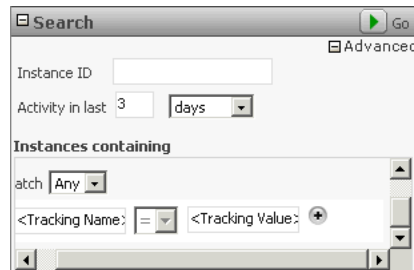 Search Go
Advanced
Instance ID
Activity in last 3 days
Instances containing
atch Any
<Tracking Name> = <Tracking Value>